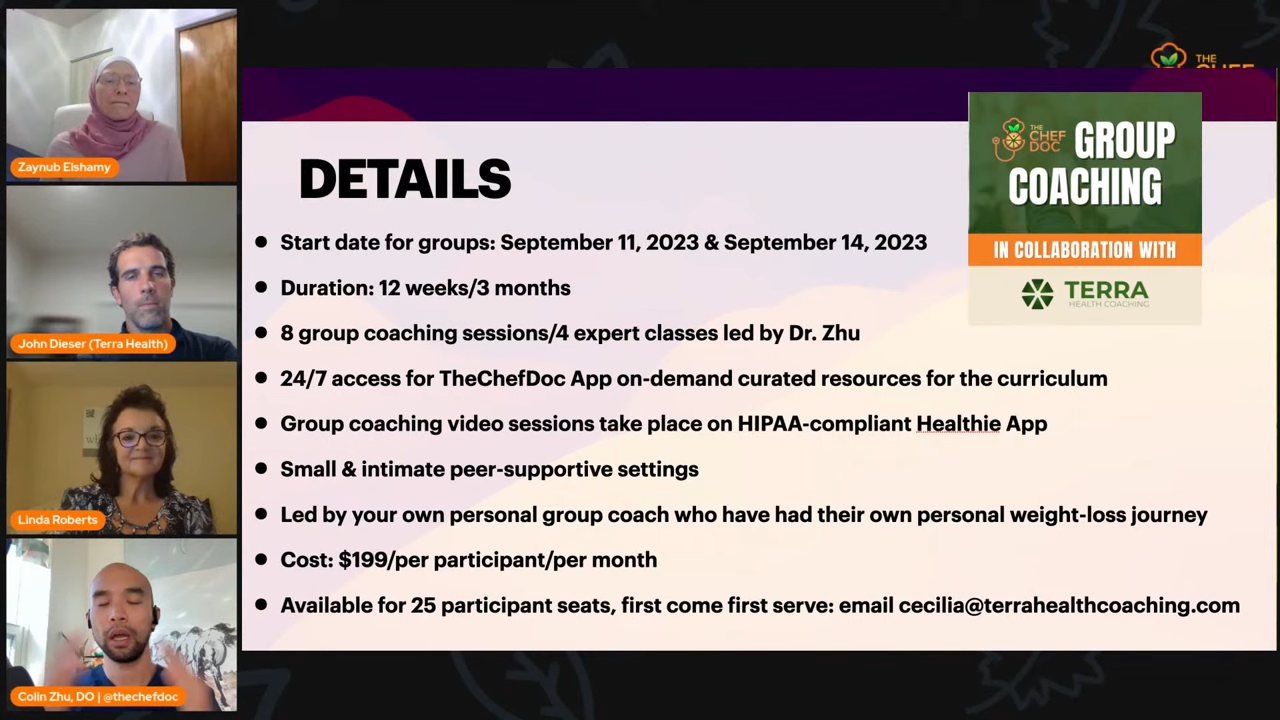 Zaynub Elshamy
John Dieser (Terra Health)
Linda Roberts
Colin Zhu, DO | @thechefdoc
THE
DETAILS
• Start date for groups: September 11, 2023 & September 14, 2023
• Duration: 12 weeks/3 months
• 8 group coaching sessions/4 expert classes led by Dr. Zhu
• 24/7 access for TheChefDoc App on-demand curated resources for the curriculum
• Group coaching video sessions take place on HIPAA-compliant Healthie App
• Small & intimate peer-supportive settings
• Led by your own personal group coach who have had their own personal weight-loss journey
• Cost: $199/per participant/per month
• Available for 25 participant seats, first come first serve: email cecilia@terrahealthcoaching.com
THE
CHEF
DOC
GROUP
COACHING
IN COLLABORATION WITH
TERRA
HEALTH COACHING